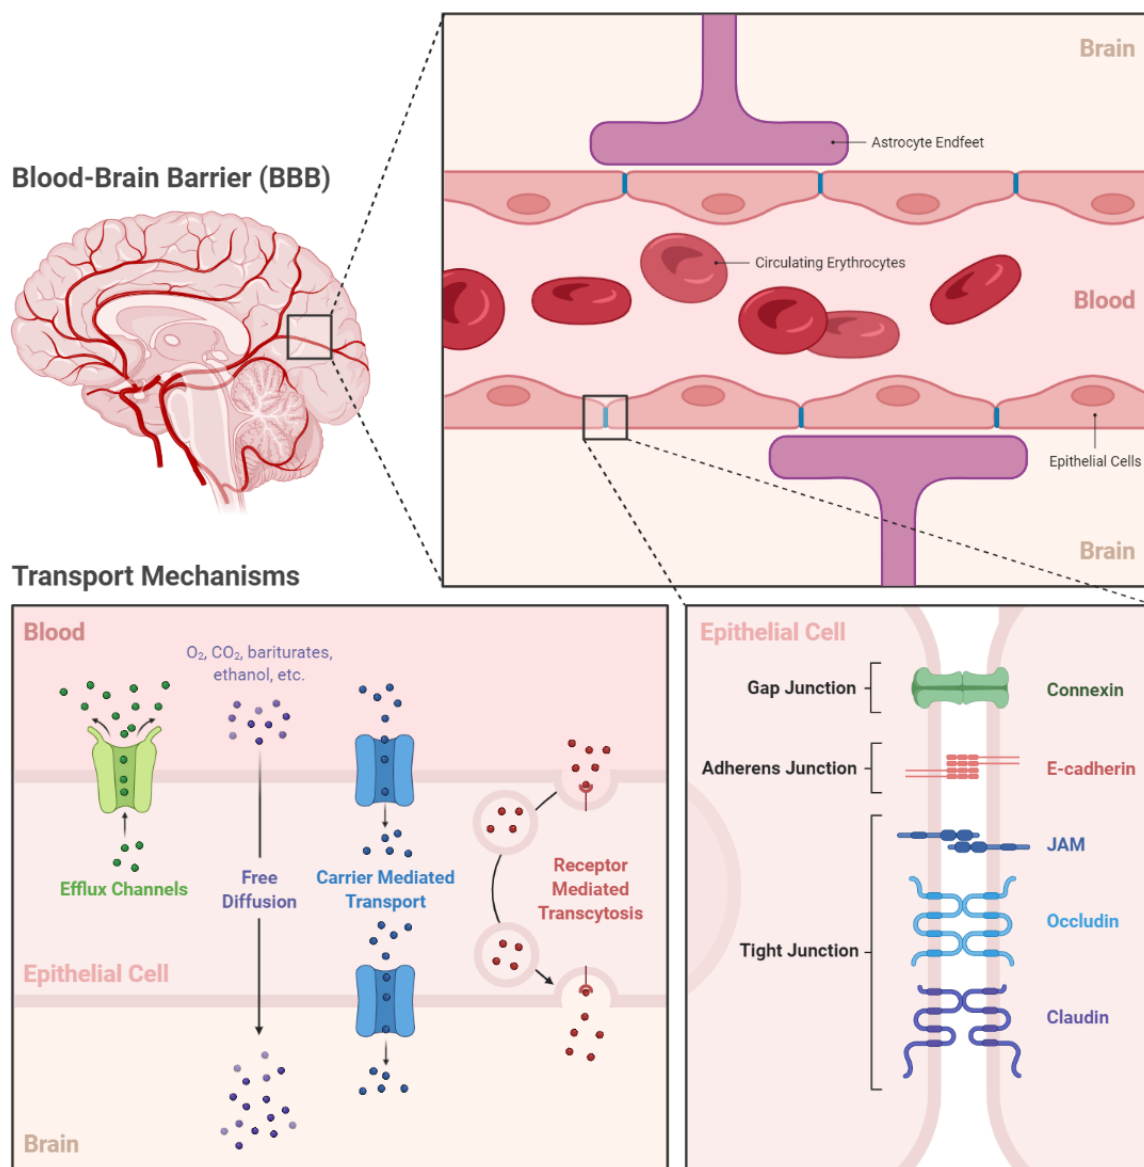 Blood-Brain Barrier (BBB)
Brain
Astrocyte Endfeet
Circulating Erythrocytes
Blood
Epithelial Cells
Brain
Transport Mechanisms
Blood
O₂, CO₂, bariturates,
ethanol, etc.
Efflux Channels
Free
Diffusion
Carrier Mediated
Transport
Receptor
Mediated
Transcytosis
Epithelial Cell
Brain
Epithelial Cell
Gap Junction
Connexin
Adherens Junction
E-cadherin
JAM
Occludin
Tight Junction
Claudin